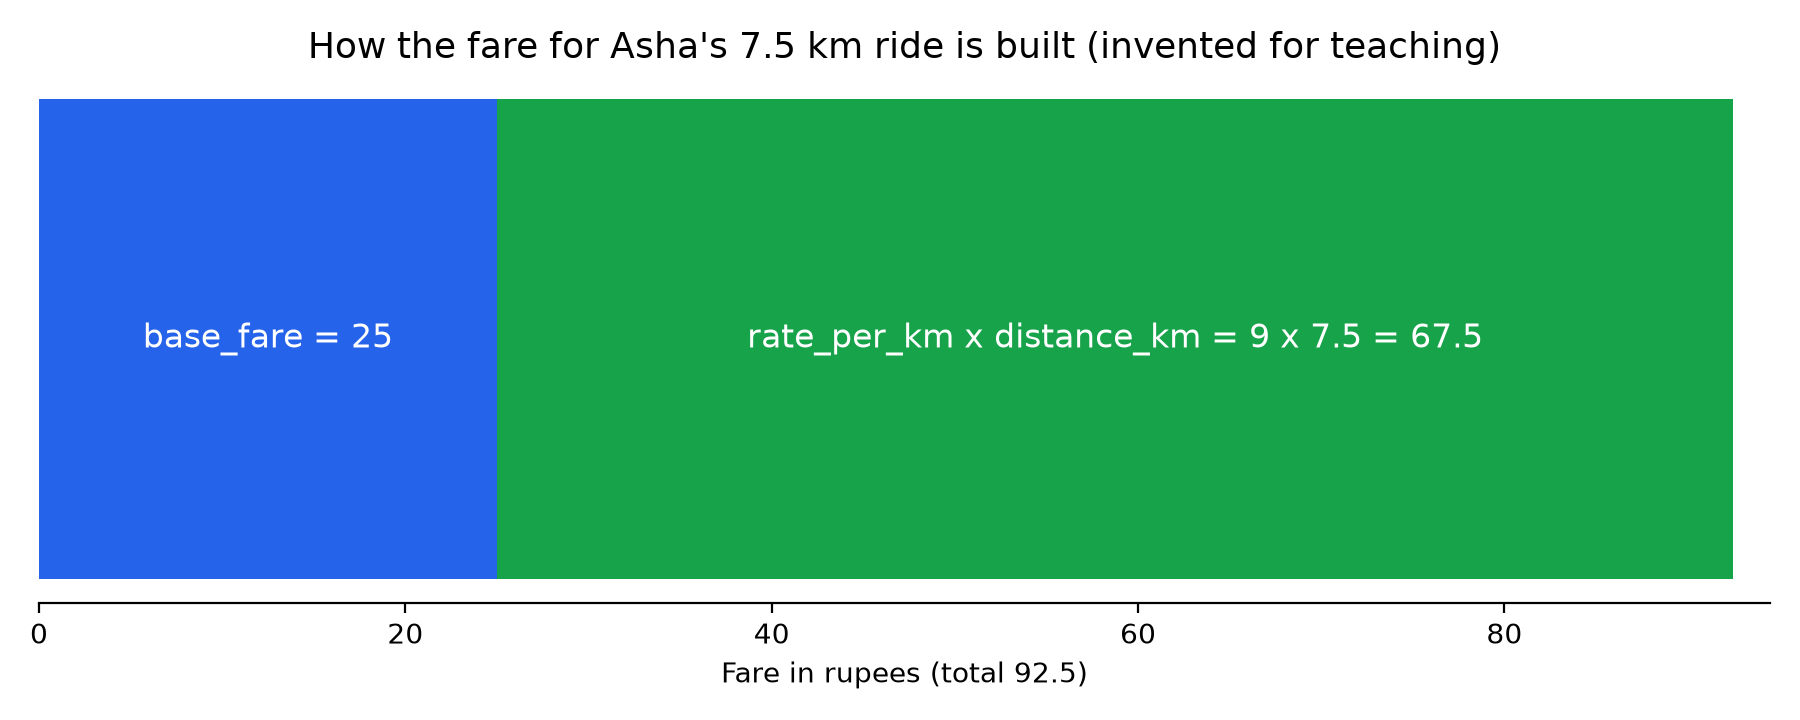 How the fare for Asha's 7.5 km ride is built (invented for teaching)
base_fare = 25
rate_per_km x distance_km = 9 x 7.5 = 67.5
0 20 40 60 80
Fare in rupees (total 92.5)